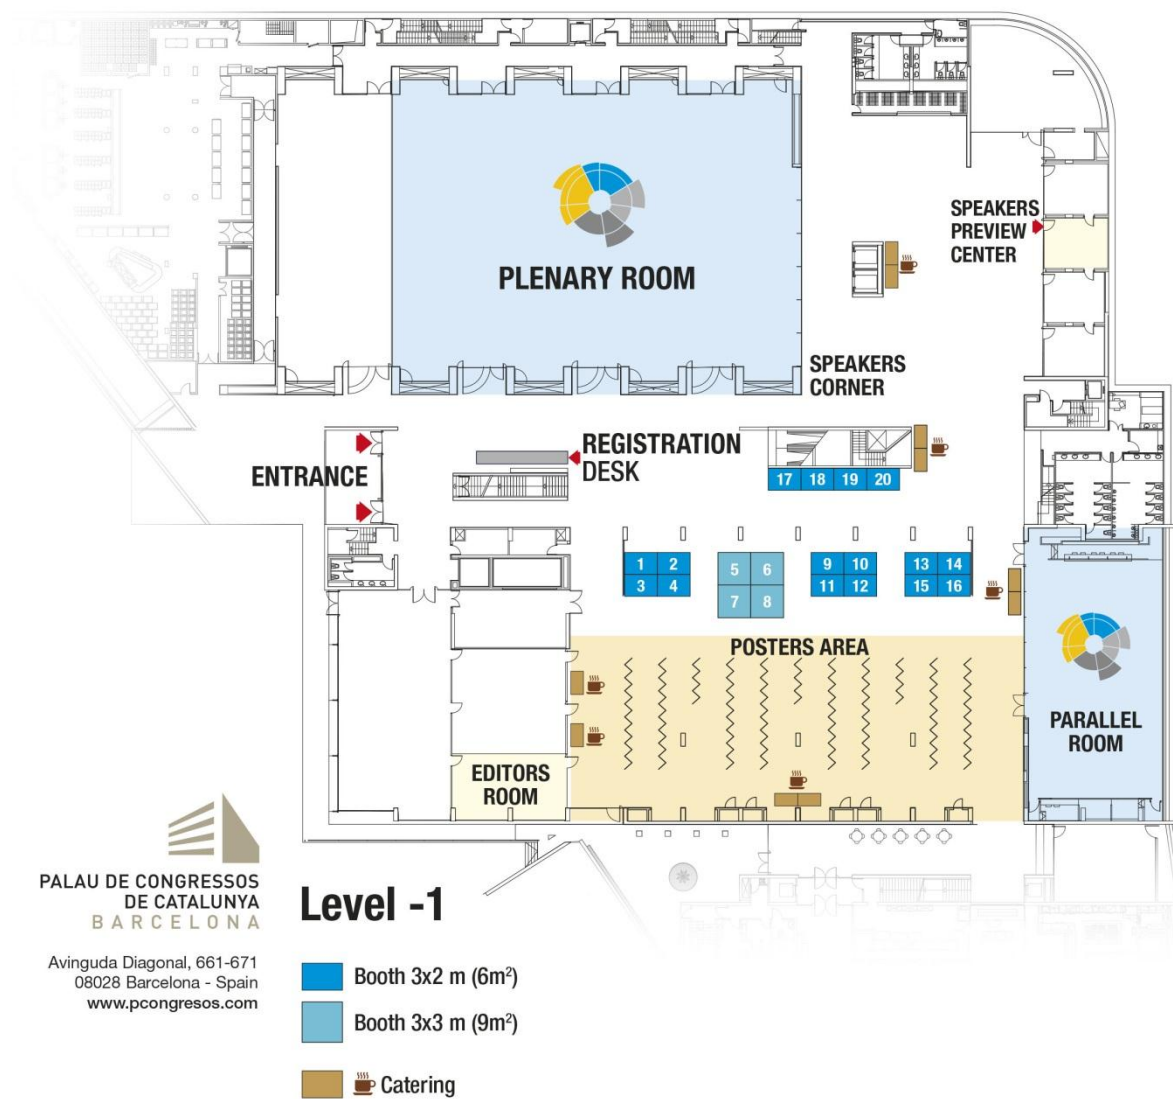 SPEAKERS
PREVIEW
CENTER
PLENARY ROOM
SPEAKERS
CORNER
ENTRANCE
REGISTRATION
DESK
17 18 19 20
1 2
3 4
5 6
7 8
9 10
11 12
13 14
15 16
POSTERS AREA
PARALLEL
ROOM
EDITORS
ROOM
PALAU DE CONGRESSOS
DE CATALUNYA
BARCELONA
Avinguda Diagonal, 661-671
08028 Barcelona - Spain
www.pcongresos.com
Level -1
Booth 3x2 m (6m²)
Booth 3x3 m (9m²)
Catering